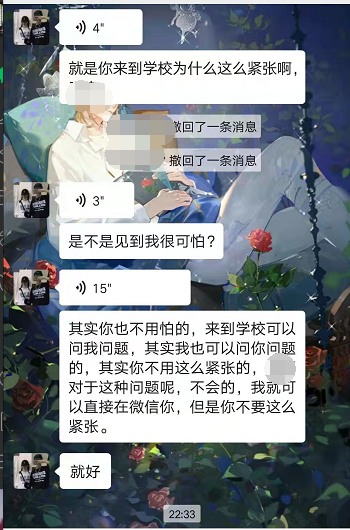 4"
就是你来到学校为什么这么紧张啊，
撤回了一条消息
撤回了一条消息
3"
是不是见到我很可怕？
15"
其实你也不用怕的，来到学校可以
问我问题，其实我也可以问你问题
的，其实你不用这么紧张的，
对于这种问题呢，不会的，我就可
以直接在微信你，但是你不要这么
紧张。
就好
22:33